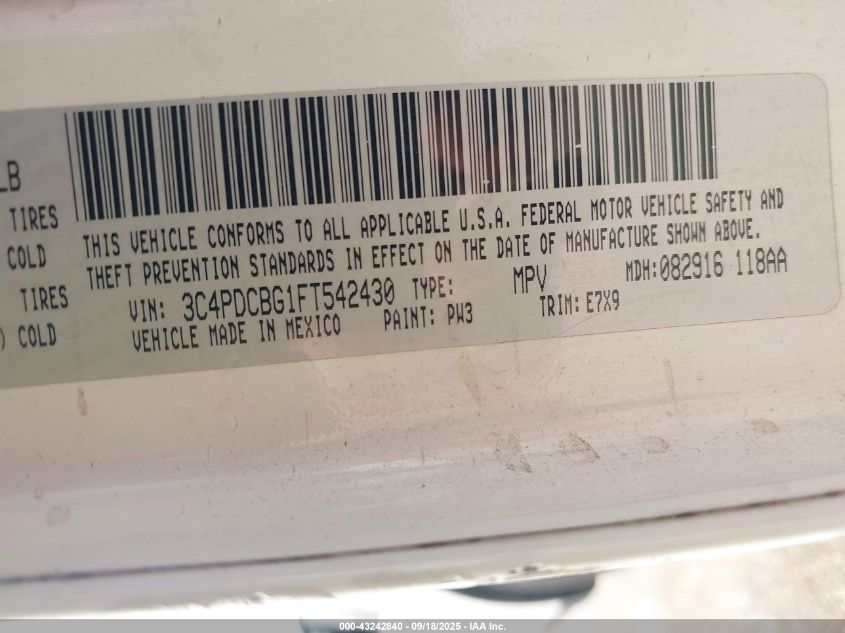 LB
TIRES
COLD
TIRES
) COLD
THIS VEHICLE CONFORMS TO ALL APPLICABLE U.S.A. FEDERAL MOTOR VEHICLE SAFETY AND
THEFT PREVENTION STANDARDS IN EFFECT ON THE DATE OF MANUFACTURE SHOWN ABOVE.
VIN: 3C4PDCBG1FT542430 TYPE: MPV MDH:082916 118AA
VEHICLE MADE IN MEXICO PAINT: PW3 TRIM: E7X9
000-43242840 - 09/18/2025 - IAA Inc.